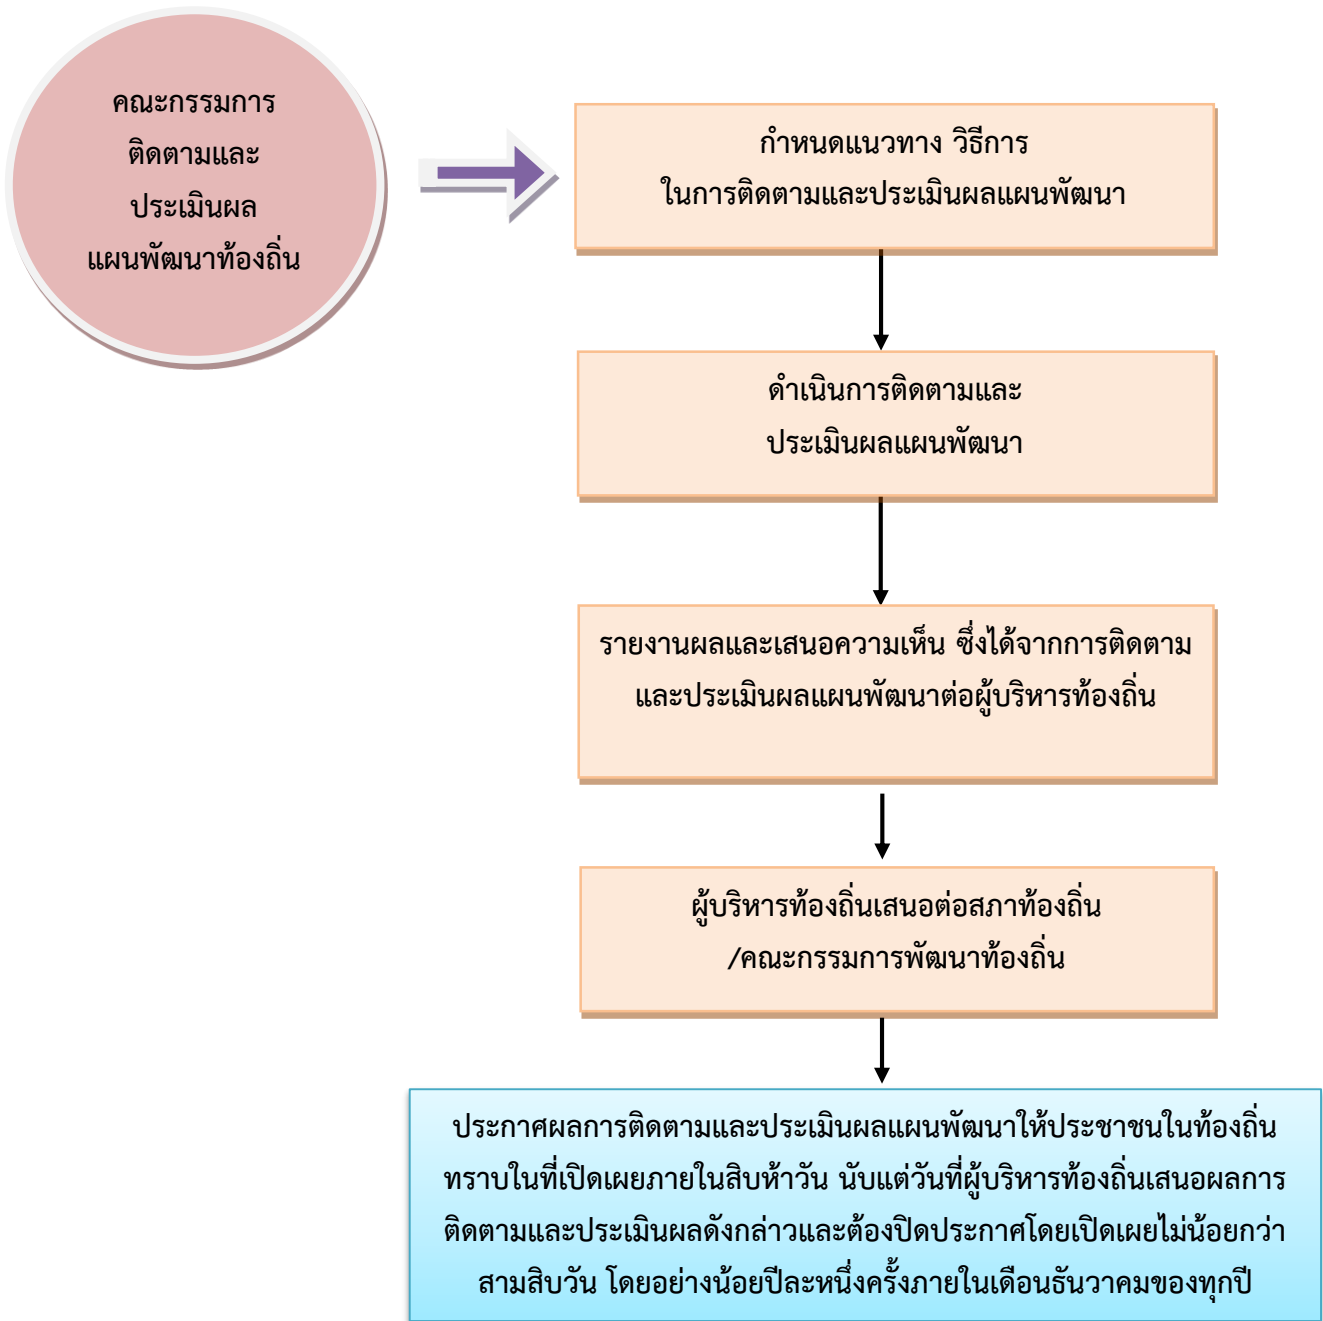 คณะกรรมการ
ติดตามและ
ประเมินผล
แผนพัฒนาท้องถิ่น
กำหนดแนวทาง วิธีการ
ในการติดตามและประเมินผลแผนพัฒนา
ดำเนินการติดตามและ
ประเมินผลแผนพัฒนา
รายงานผลและเสนอความเห็น ซึ่งได้จากการติดตาม
และประเมินผลแผนพัฒนาต่อผู้บริหารท้องถิ่น
ผู้บริหารท้องถิ่นเสนอต่อสภาท้องถิ่น
/คณะกรรมการพัฒนาท้องถิ่น
ประกาศผลการติดตามและประเมินผลแผนพัฒนาให้ประชาชนในท้องถิ่น
ทราบในที่เปิดเผยภายในสิบห้าวัน นับแต่วันที่ผู้บริหารท้องถิ่นเสนอผลการ
ติดตามและประเมินผลดังกล่าวและต้องปิดประกาศโดยเปิดเผยไม่น้อยกว่า
สามสิบวัน โดยอย่างน้อยปีละหนึ่งครั้งภายในเดือนธันวาคมของทุกปี